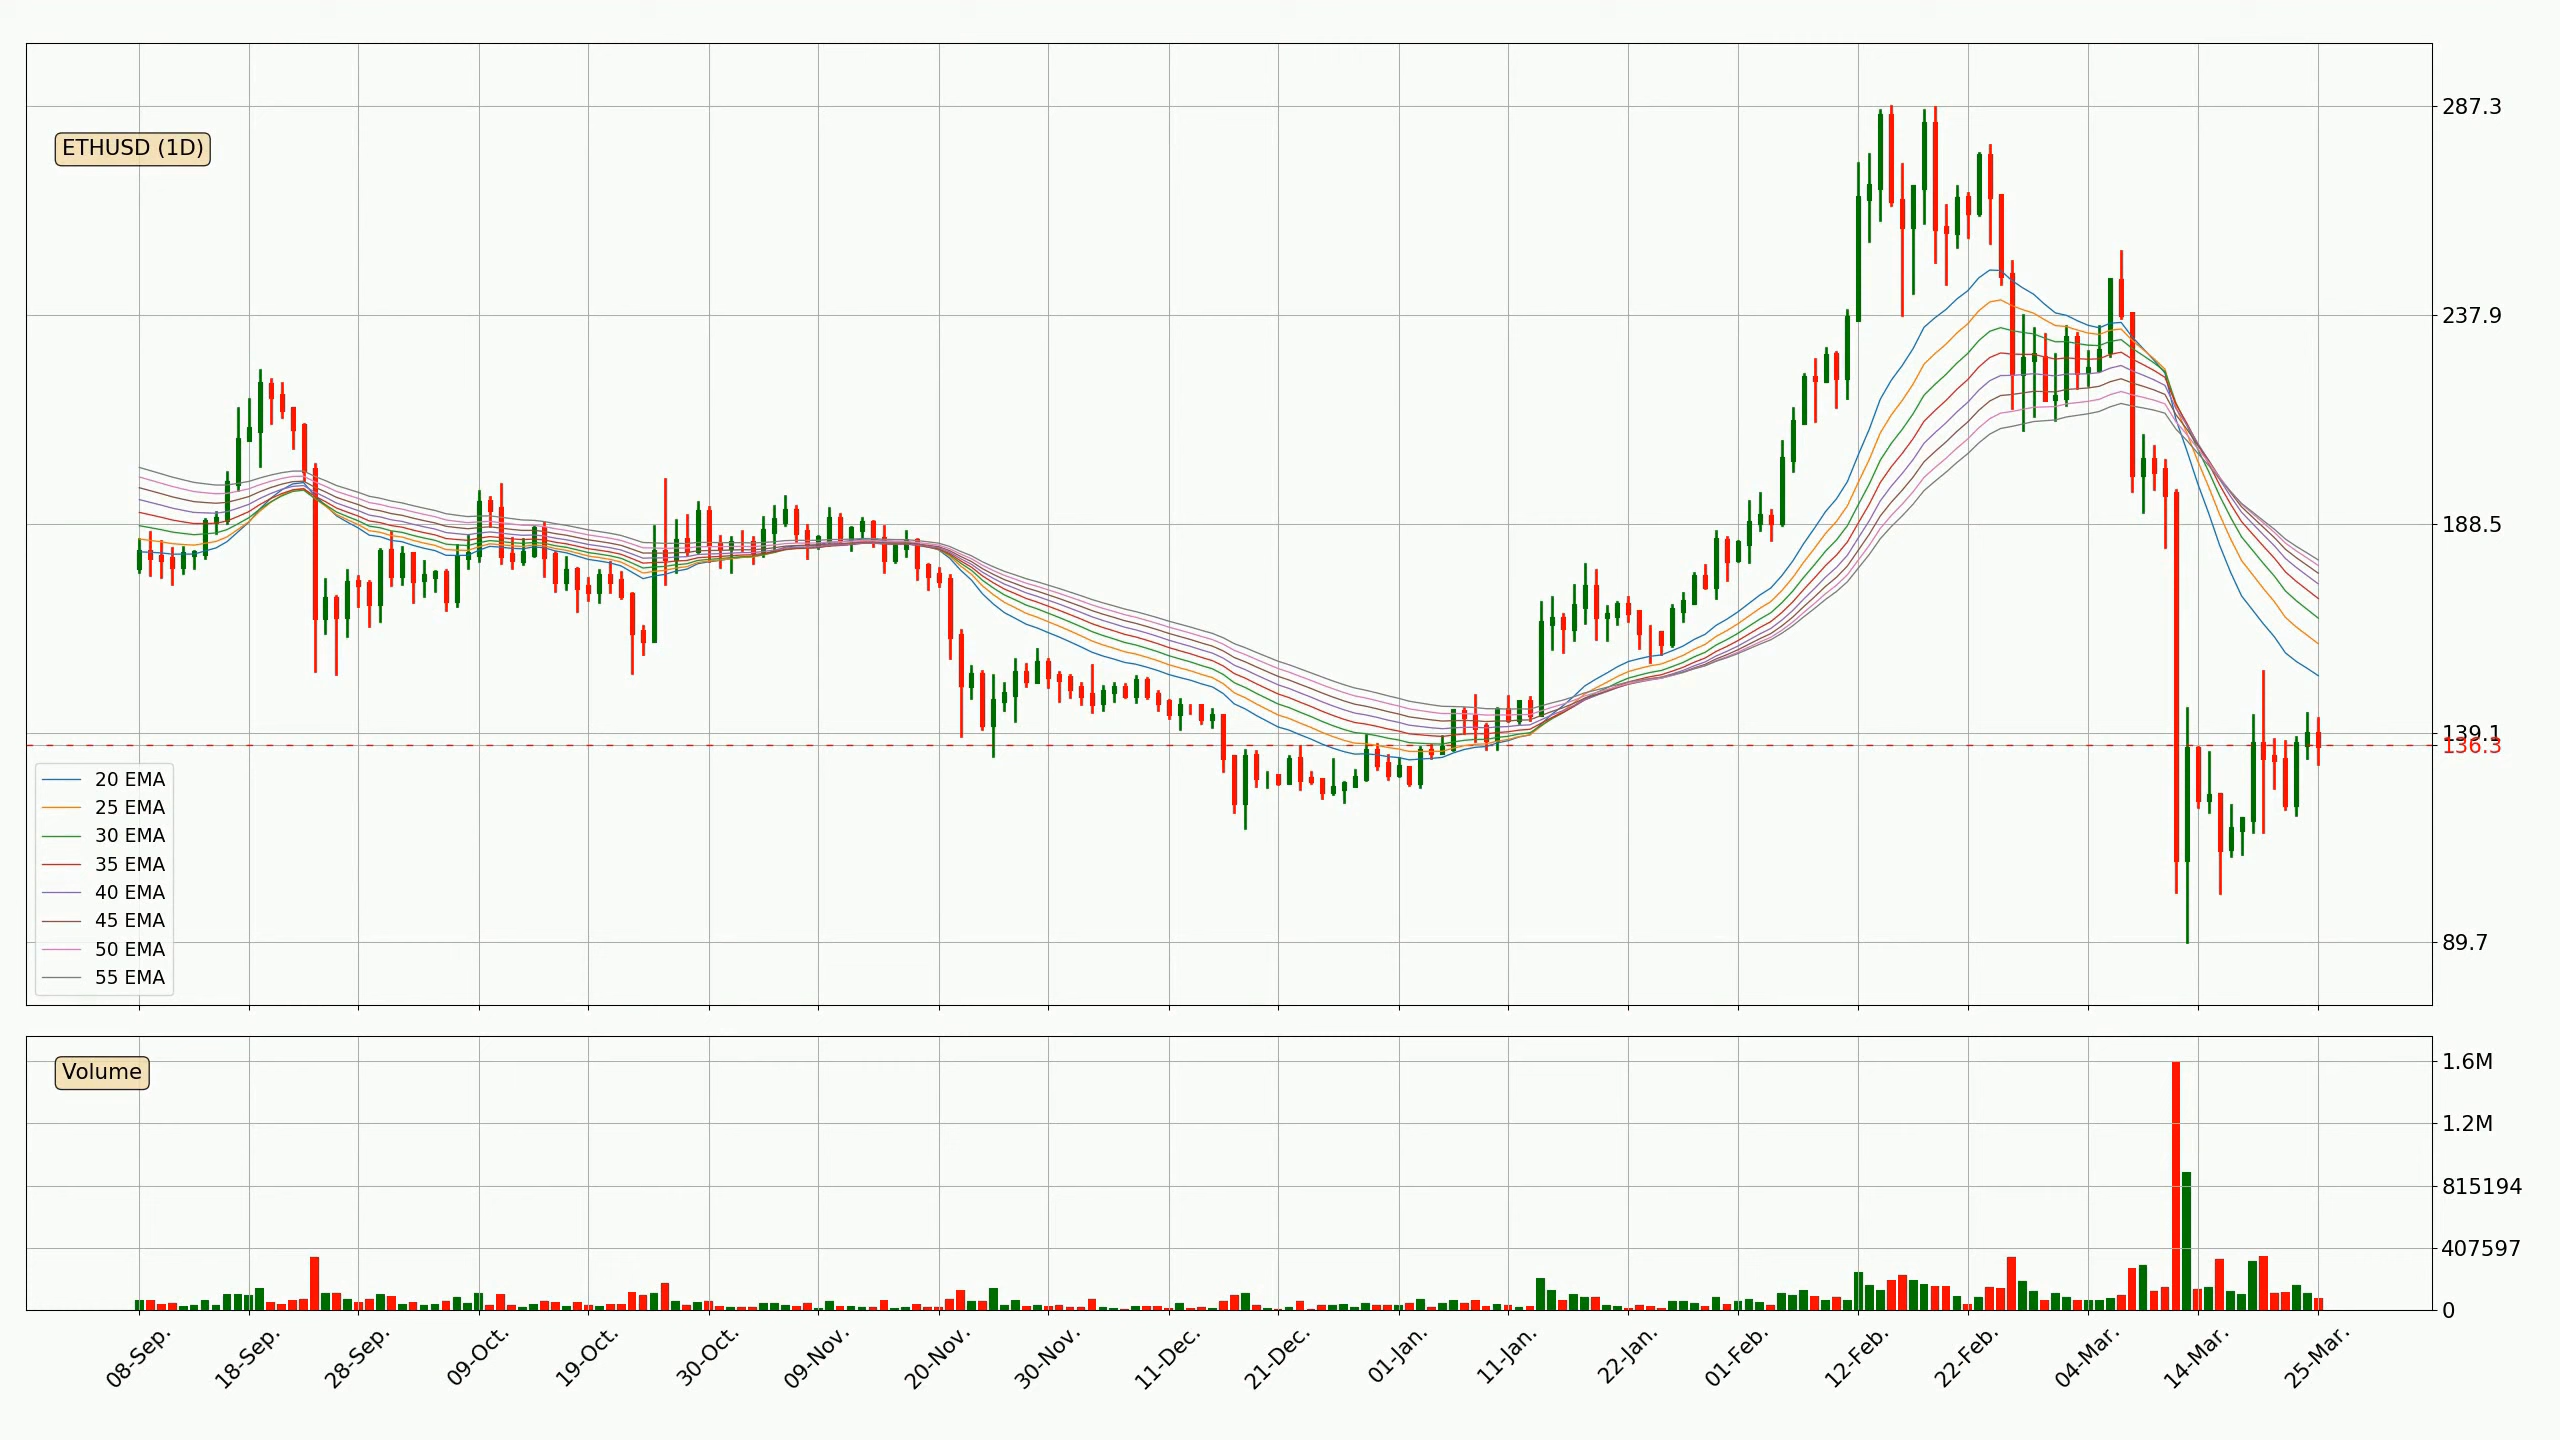 ETHUSD (1D)
287.3
237.9
188.5
139.1
136.3
89.7
20 EMA
25 EMA
30 EMA
35 EMA
40 EMA
45 EMA
50 EMA
55 EMA
Volume
1.6M
1.2M
815194
407597
0
08-Sep. 18-Sep. 28-Sep. 09-Oct. 19-Oct. 30-Oct. 09-Nov. 20-Nov. 30-Nov. 11-Dec. 21-Dec. 01-Jan. 11-Jan. 22-Jan. 01-Feb. 12-Feb. 22-Feb. 04-Mar. 14-Mar. 25-Mar.